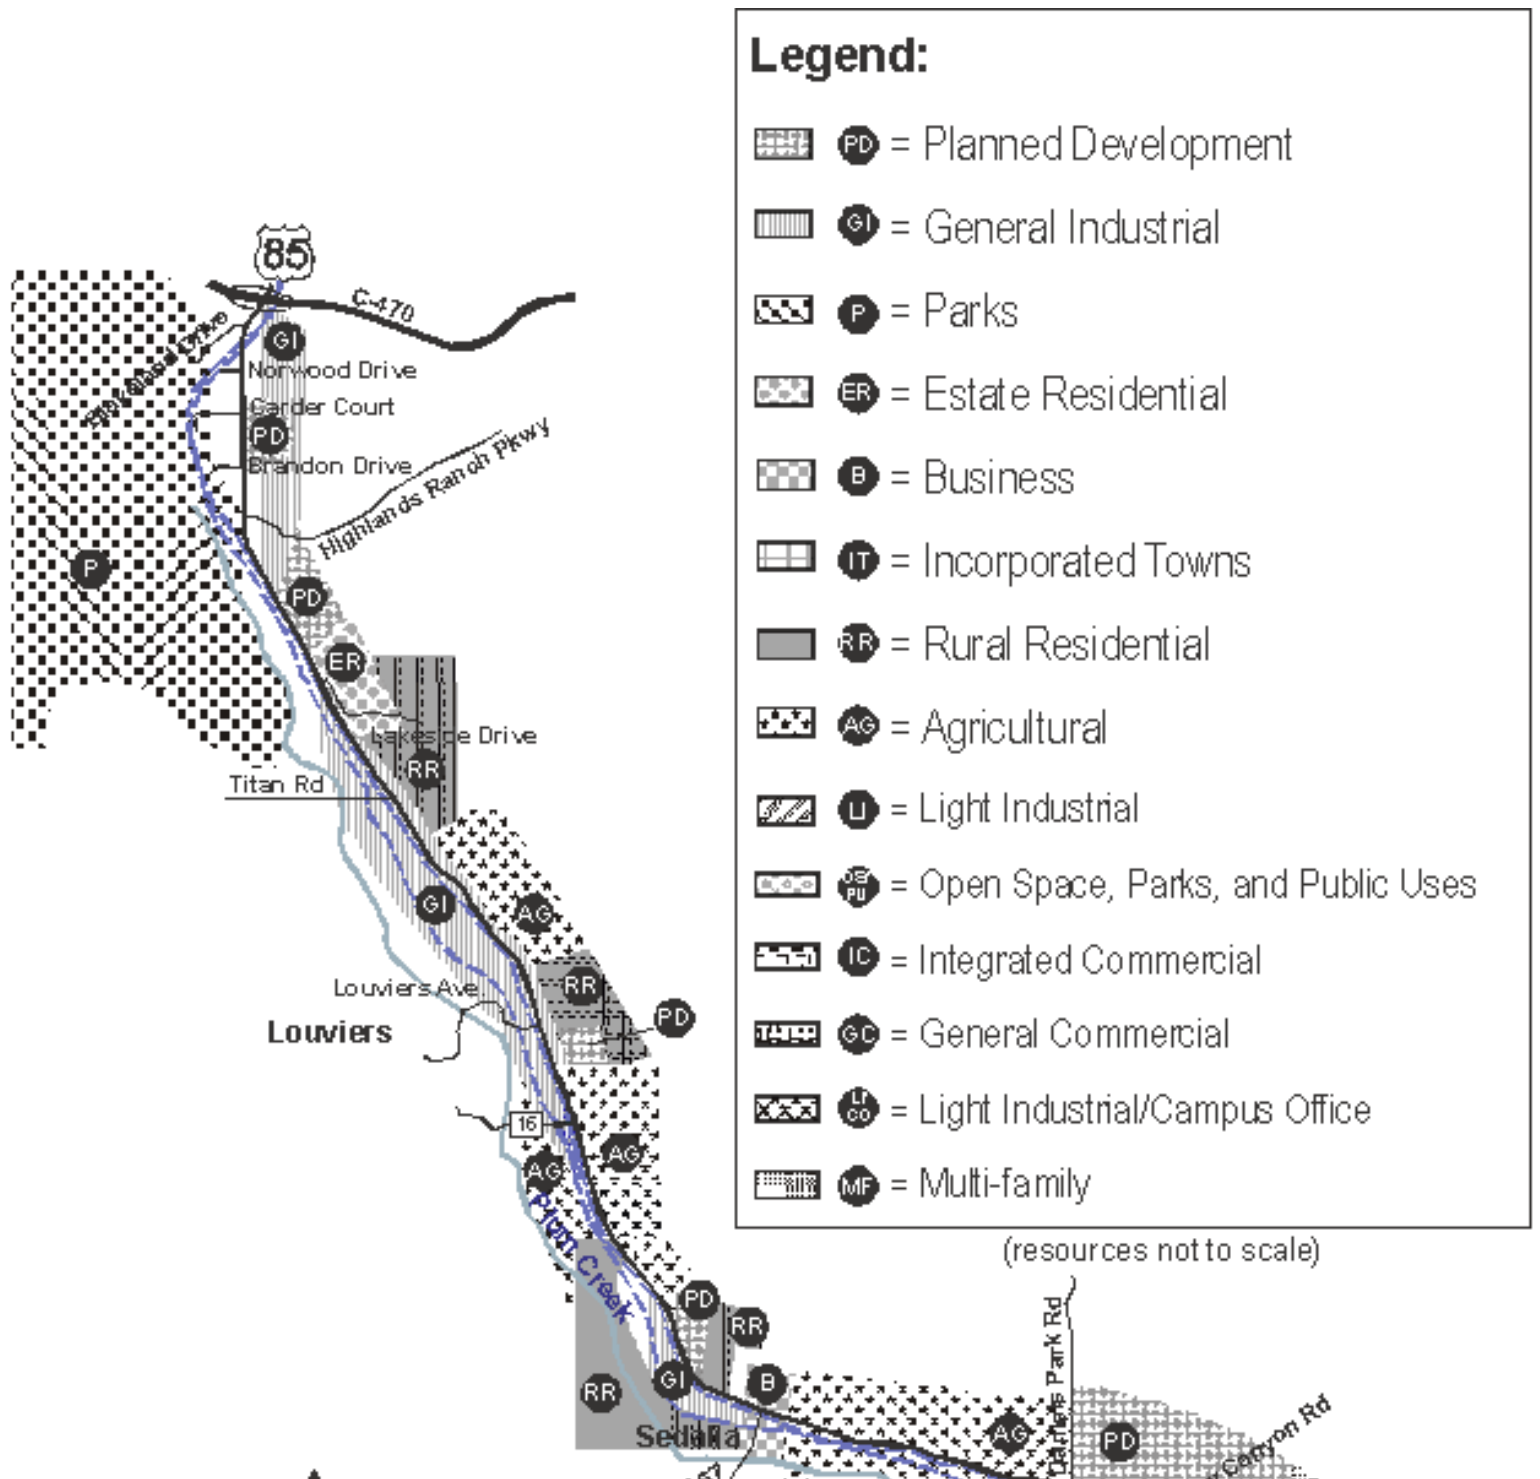 Legend:
PD = Planned Development
GI = General Industrial
P = Parks
ER = Estate Residential
B = Business
IT = Incorporated Towns
RR = Rural Residential
AG = Agricultural
LI = Light Industrial
= Open Space, Parks, and Public Uses
IC = Integrated Commercial
GC = General Commercial
LI CO = Light Industrial/Campus Office
MF = Multi-family
(resources not to scale)
85
C-470
GI
Norwood Drive
Carder Court
PD
Brandon Drive
Highlands Ranch Pkwy
P
PD
ER
Lakeside Drive
RR
Titan Rd
GI
AG
RR
Louviers Ave
PD
Louviers
16
AG
AG
Plum Creek
PD
RR
GI
B
RR
Sedalia
Daniels Park Rd
AG
PD
Canyon Rd